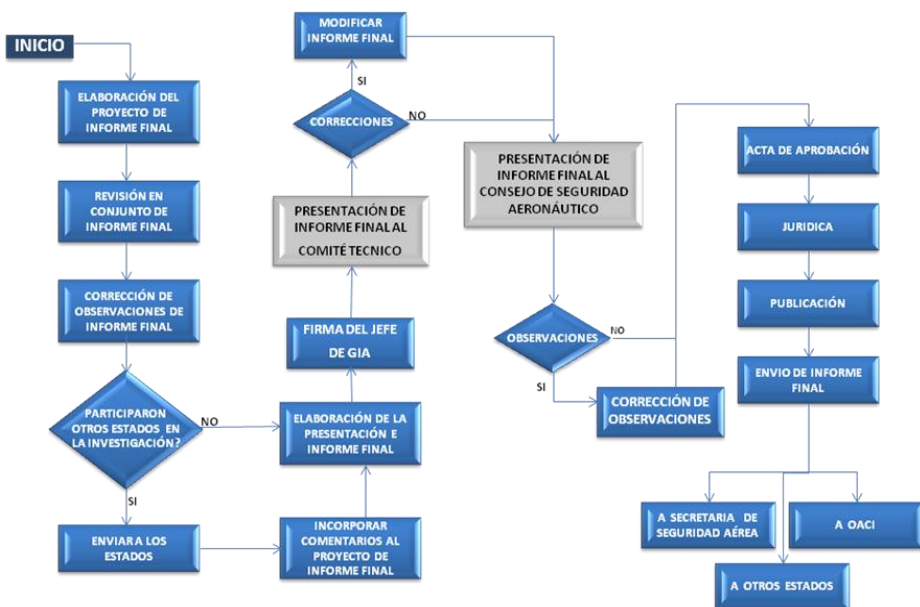 INICIO
ELABORACIÓN DEL
PROYECTO DE
INFORME FINAL
REVISIÓN EN
CONJUNTO DE
INFORME FINAL
CORRECCIÓN DE
OBSERVACIONES DE
INFORME FINAL
PARTICIPARON
OTROS ESTADOS EN
LA INVESTIGACIÓN?
NO
SI
ENVIAR A LOS
ESTADOS
INCORPORAR
COMENTARIOS AL
PROYECTO DE
INFORME FINAL
ELABORACIÓN DE LA
PRESENTACIÓN E
INFORME FINAL
FIRMA DEL JEFE
DE GIA
PRESENTACIÓN DE
INFORME FINAL AL
COMITÉ TECNICO
CORRECCIONES
NO
SI
MODIFICAR
INFORME FINAL
PRESENTACIÓN DE
INFORME FINAL AL
CONSEJO DE SEGURIDAD
AERONÁUTICO
OBSERVACIONES
NO
SI
CORRECCIÓN DE
OBSERVACIONES
ACTA DE APROBACIÓN
JURIDICA
PUBLICACIÓN
ENVIO DE INFORME
FINAL
A SECRETARIA DE
SEGURIDAD AÉREA
A OACI
A OTROS ESTADOS